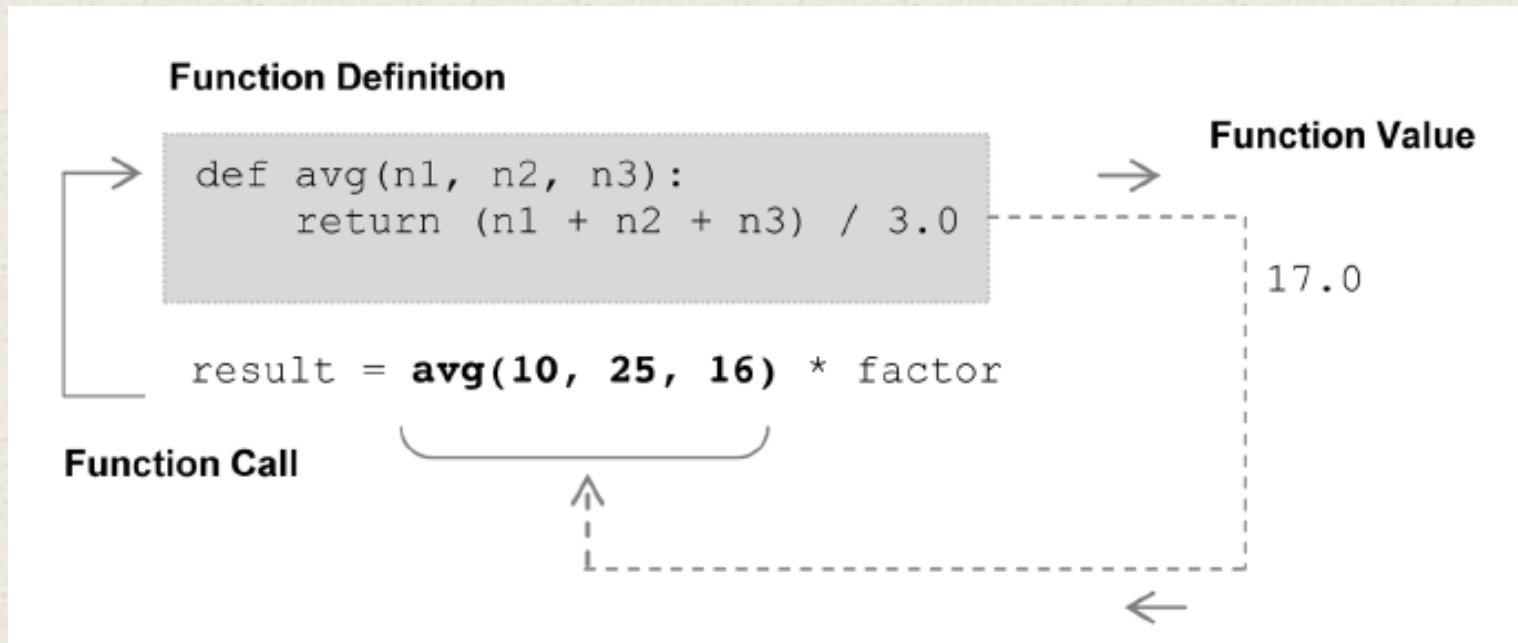 Function Definition
Function Value
def avg(n1, n2, n3):
    return (n1 + n2 + n3) / 3.0
17.0
result = avg(10, 25, 16) * factor
Function Call